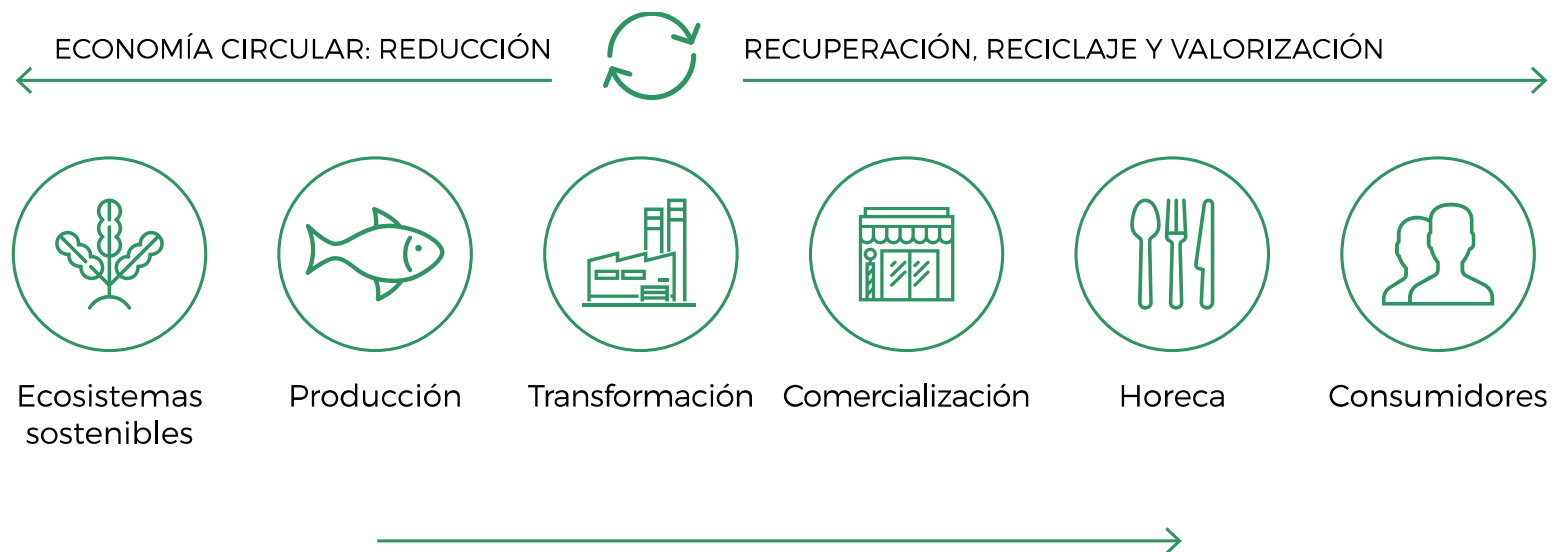 ECONOMÍA CIRCULAR: REDUCCIÓN
RECUPERACIÓN, RECICLAJE Y VALORIZACIÓN
Ecosistemas
sostenibles
Producción
Transformación
Comercialización
Horeca
Consumidores